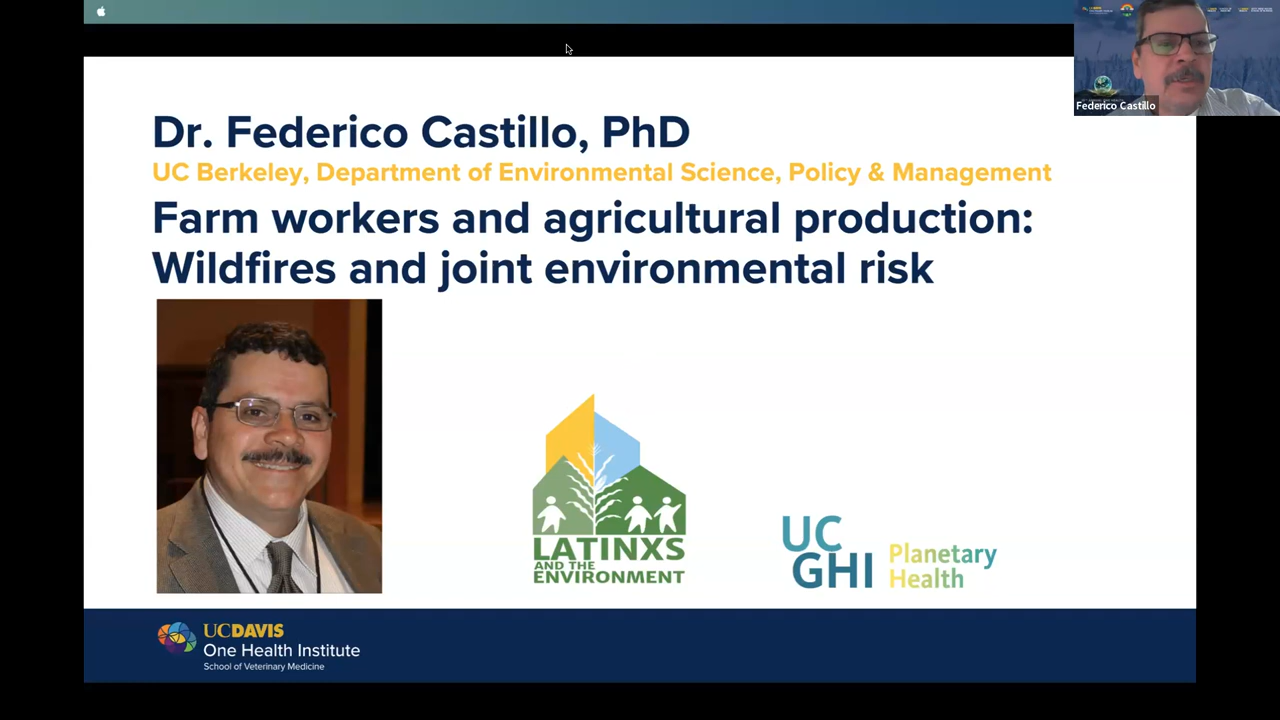 Dr. Federico Castillo, PhD
UC Berkeley, Department of Environmental Science, Policy & Management
Farm workers and agricultural production:
Wildfires and joint environmental risk
Federico Castillo
LATINXS
AND THE
ENVIRONMENT
UC
GHI
Planetary
Health
UCDAVIS
One Health Institute
School of Veterinary Medicine